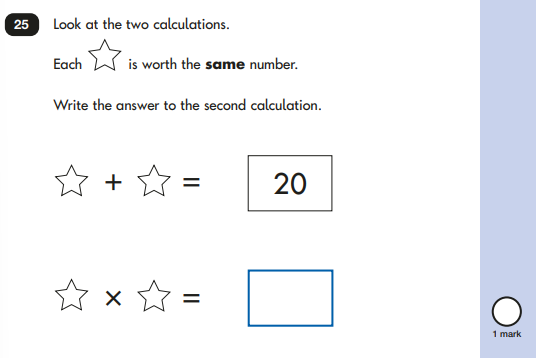 25 Look at the two calculations.
Each ☆ is worth the same number.
Write the answer to the second calculation.
☆ + ☆ = 20
☆ × ☆ =
1 mark